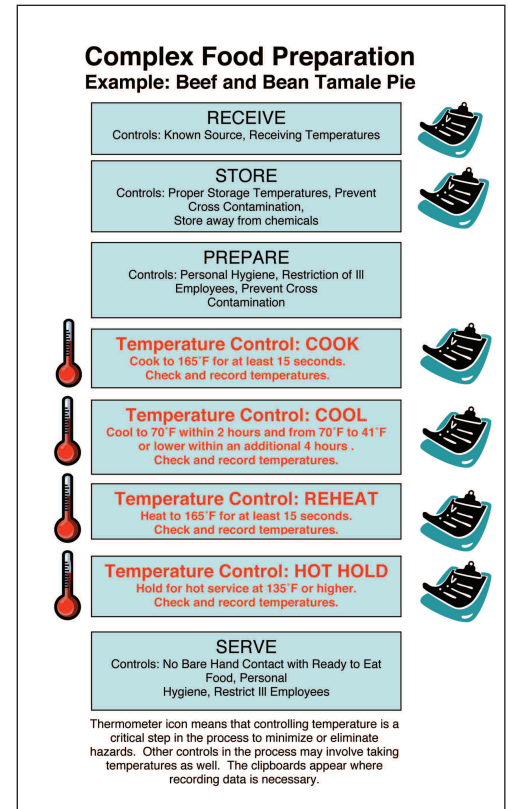 Complex Food Preparation
Example: Beef and Bean Tamale Pie
RECEIVE
Controls: Known Source, Receiving Temperatures
STORE
Controls: Proper Storage Temperatures, Prevent
Cross Contamination,
Store away from chemicals
PREPARE
Controls: Personal Hygiene, Restriction of Ill
Employees, Prevent Cross
Contamination
Temperature Control: COOK
Cook to 165˚F for at least 15 seconds.
Check and record temperatures.
Temperature Control: COOL
Cool to 70˚F within 2 hours and from 70˚F to 41˚F
or lower within an additional 4 hours .
Check and record temperatures.
Temperature Control: REHEAT
Heat to 165˚F for at least 15 seconds.
Check and record temperatures.
Temperature Control: HOT HOLD
Hold for hot service at 135˚F or higher.
Check and record temperatures.
SERVE
Controls: No Bare Hand Contact with Ready to Eat
Food, Personal
Hygiene, Restrict Ill Employees
Thermometer icon means that controlling temperature is a
critical step in the process to minimize or eliminate
hazards.  Other controls in the process may involve taking
temperatures as well.  The clipboards appear where
recording data is necessary.